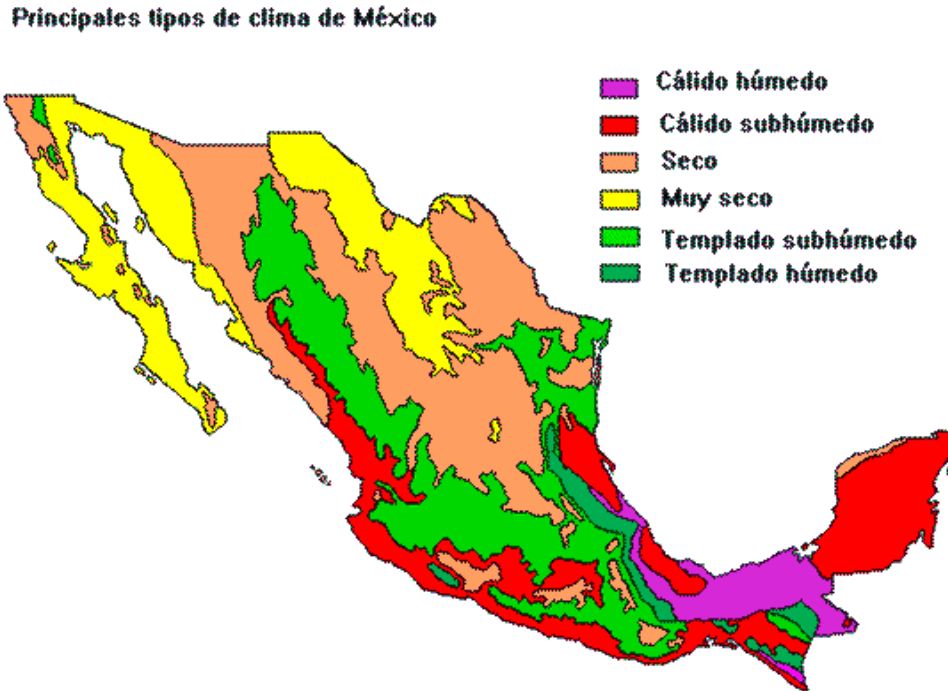 Principales tipos de clima de México
Cálido húmedo
Cálido subhúmedo
Seco
Muy seco
Templado subhúmedo
Templado húmedo